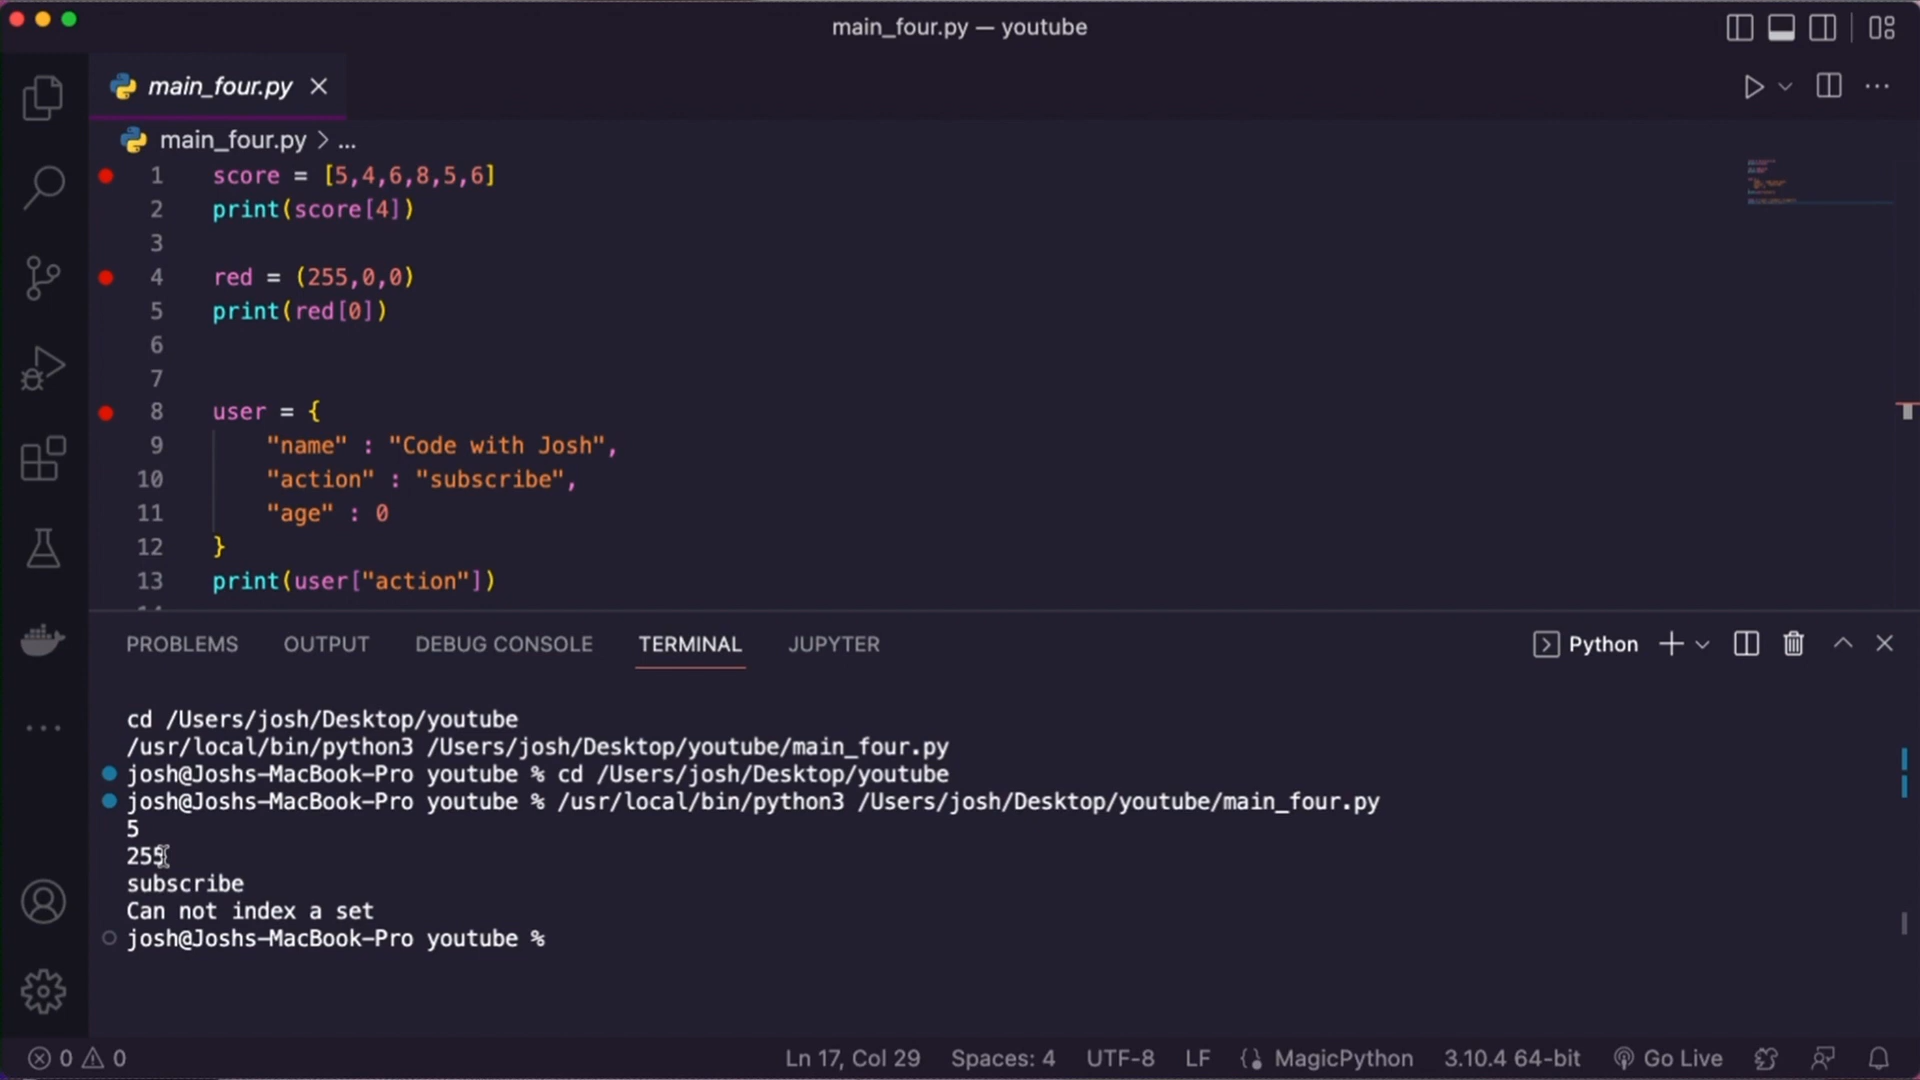 main_four.py — youtube
main_four.py
main_four.py > ...
1 score = [5,4,6,8,5,6]
2 print(score[4])
3
4 red = (255,0,0)
5 print(red[0])
6
7
8 user = {
9 "name" : "Code with Josh",
10 "action" : "subscribe",
11 "age" : 0
12 }
13 print(user["action"])
PROBLEMS OUTPUT DEBUG CONSOLE TERMINAL JUPYTER Python
cd /Users/josh/Desktop/youtube
/usr/local/bin/python3 /Users/josh/Desktop/youtube/main_four.py
josh@Joshs-MacBook-Pro youtube % cd /Users/josh/Desktop/youtube
josh@Joshs-MacBook-Pro youtube % /usr/local/bin/python3 /Users/josh/Desktop/youtube/main_four.py
5
255
subscribe
Can not index a set
josh@Joshs-MacBook-Pro youtube %
0 0 Ln 17, Col 29 Spaces: 4 UTF-8 LF MagicPython 3.10.4 64-bit Go Live